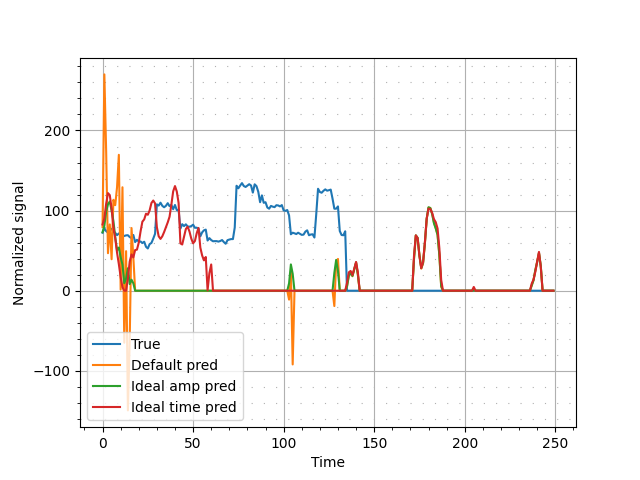 Normalized signal
200
100
0
−100
True
Default pred
Ideal amp pred
Ideal time pred
0 50 100 150 200 250
Time